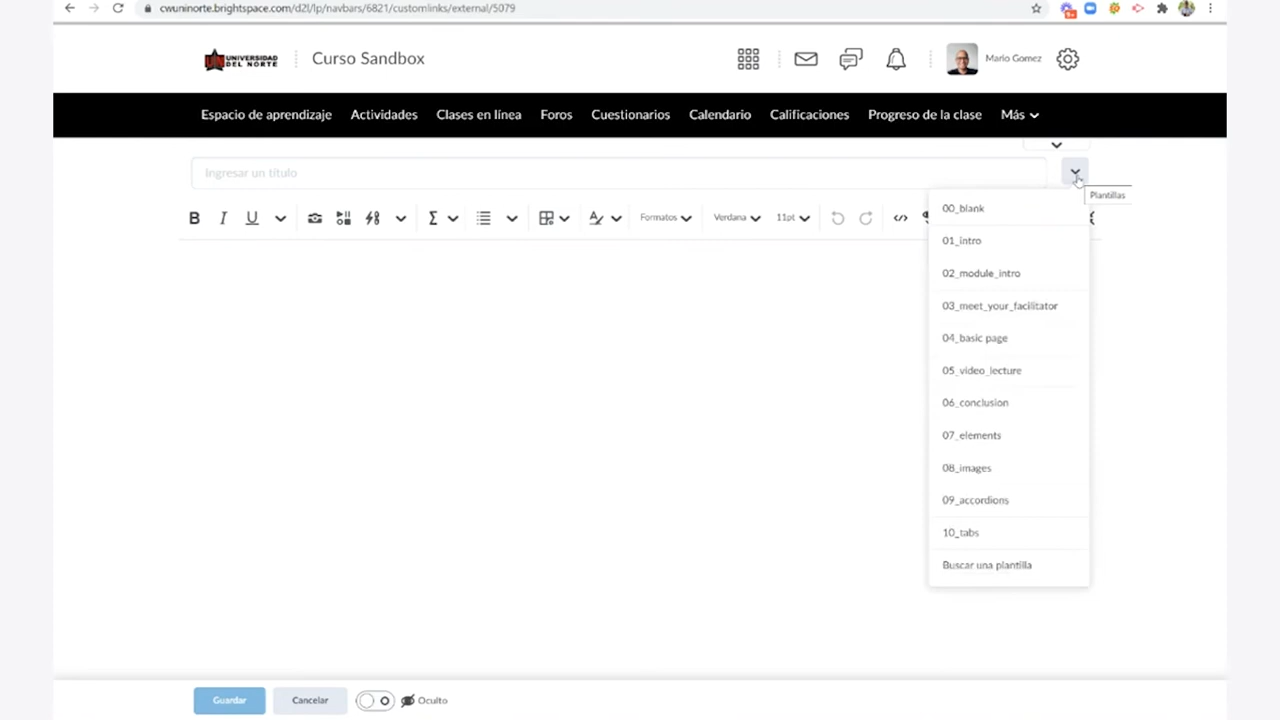 cwuninorte.brightspace.com/d2l/lp/navbars/6821/customlinks/external/5079
9+
UNIVERSIDAD
DEL NORTE
Curso Sandbox
Mario Gomez
Espacio de aprendizaje Actividades Clases en línea Foros Cuestionarios Calendario Calificaciones Progreso de la clase Más
Ingresar un título
Plantillas
B I U Σ Formatos Verdana 11pt
00_blank
01_intro
02_module_intro
03_meet_your_facilitator
04_basic page
05_video_lecture
06_conclusion
07_elements
08_images
09_accordions
10_tabs
Buscar una plantilla
Guardar Cancelar Oculto